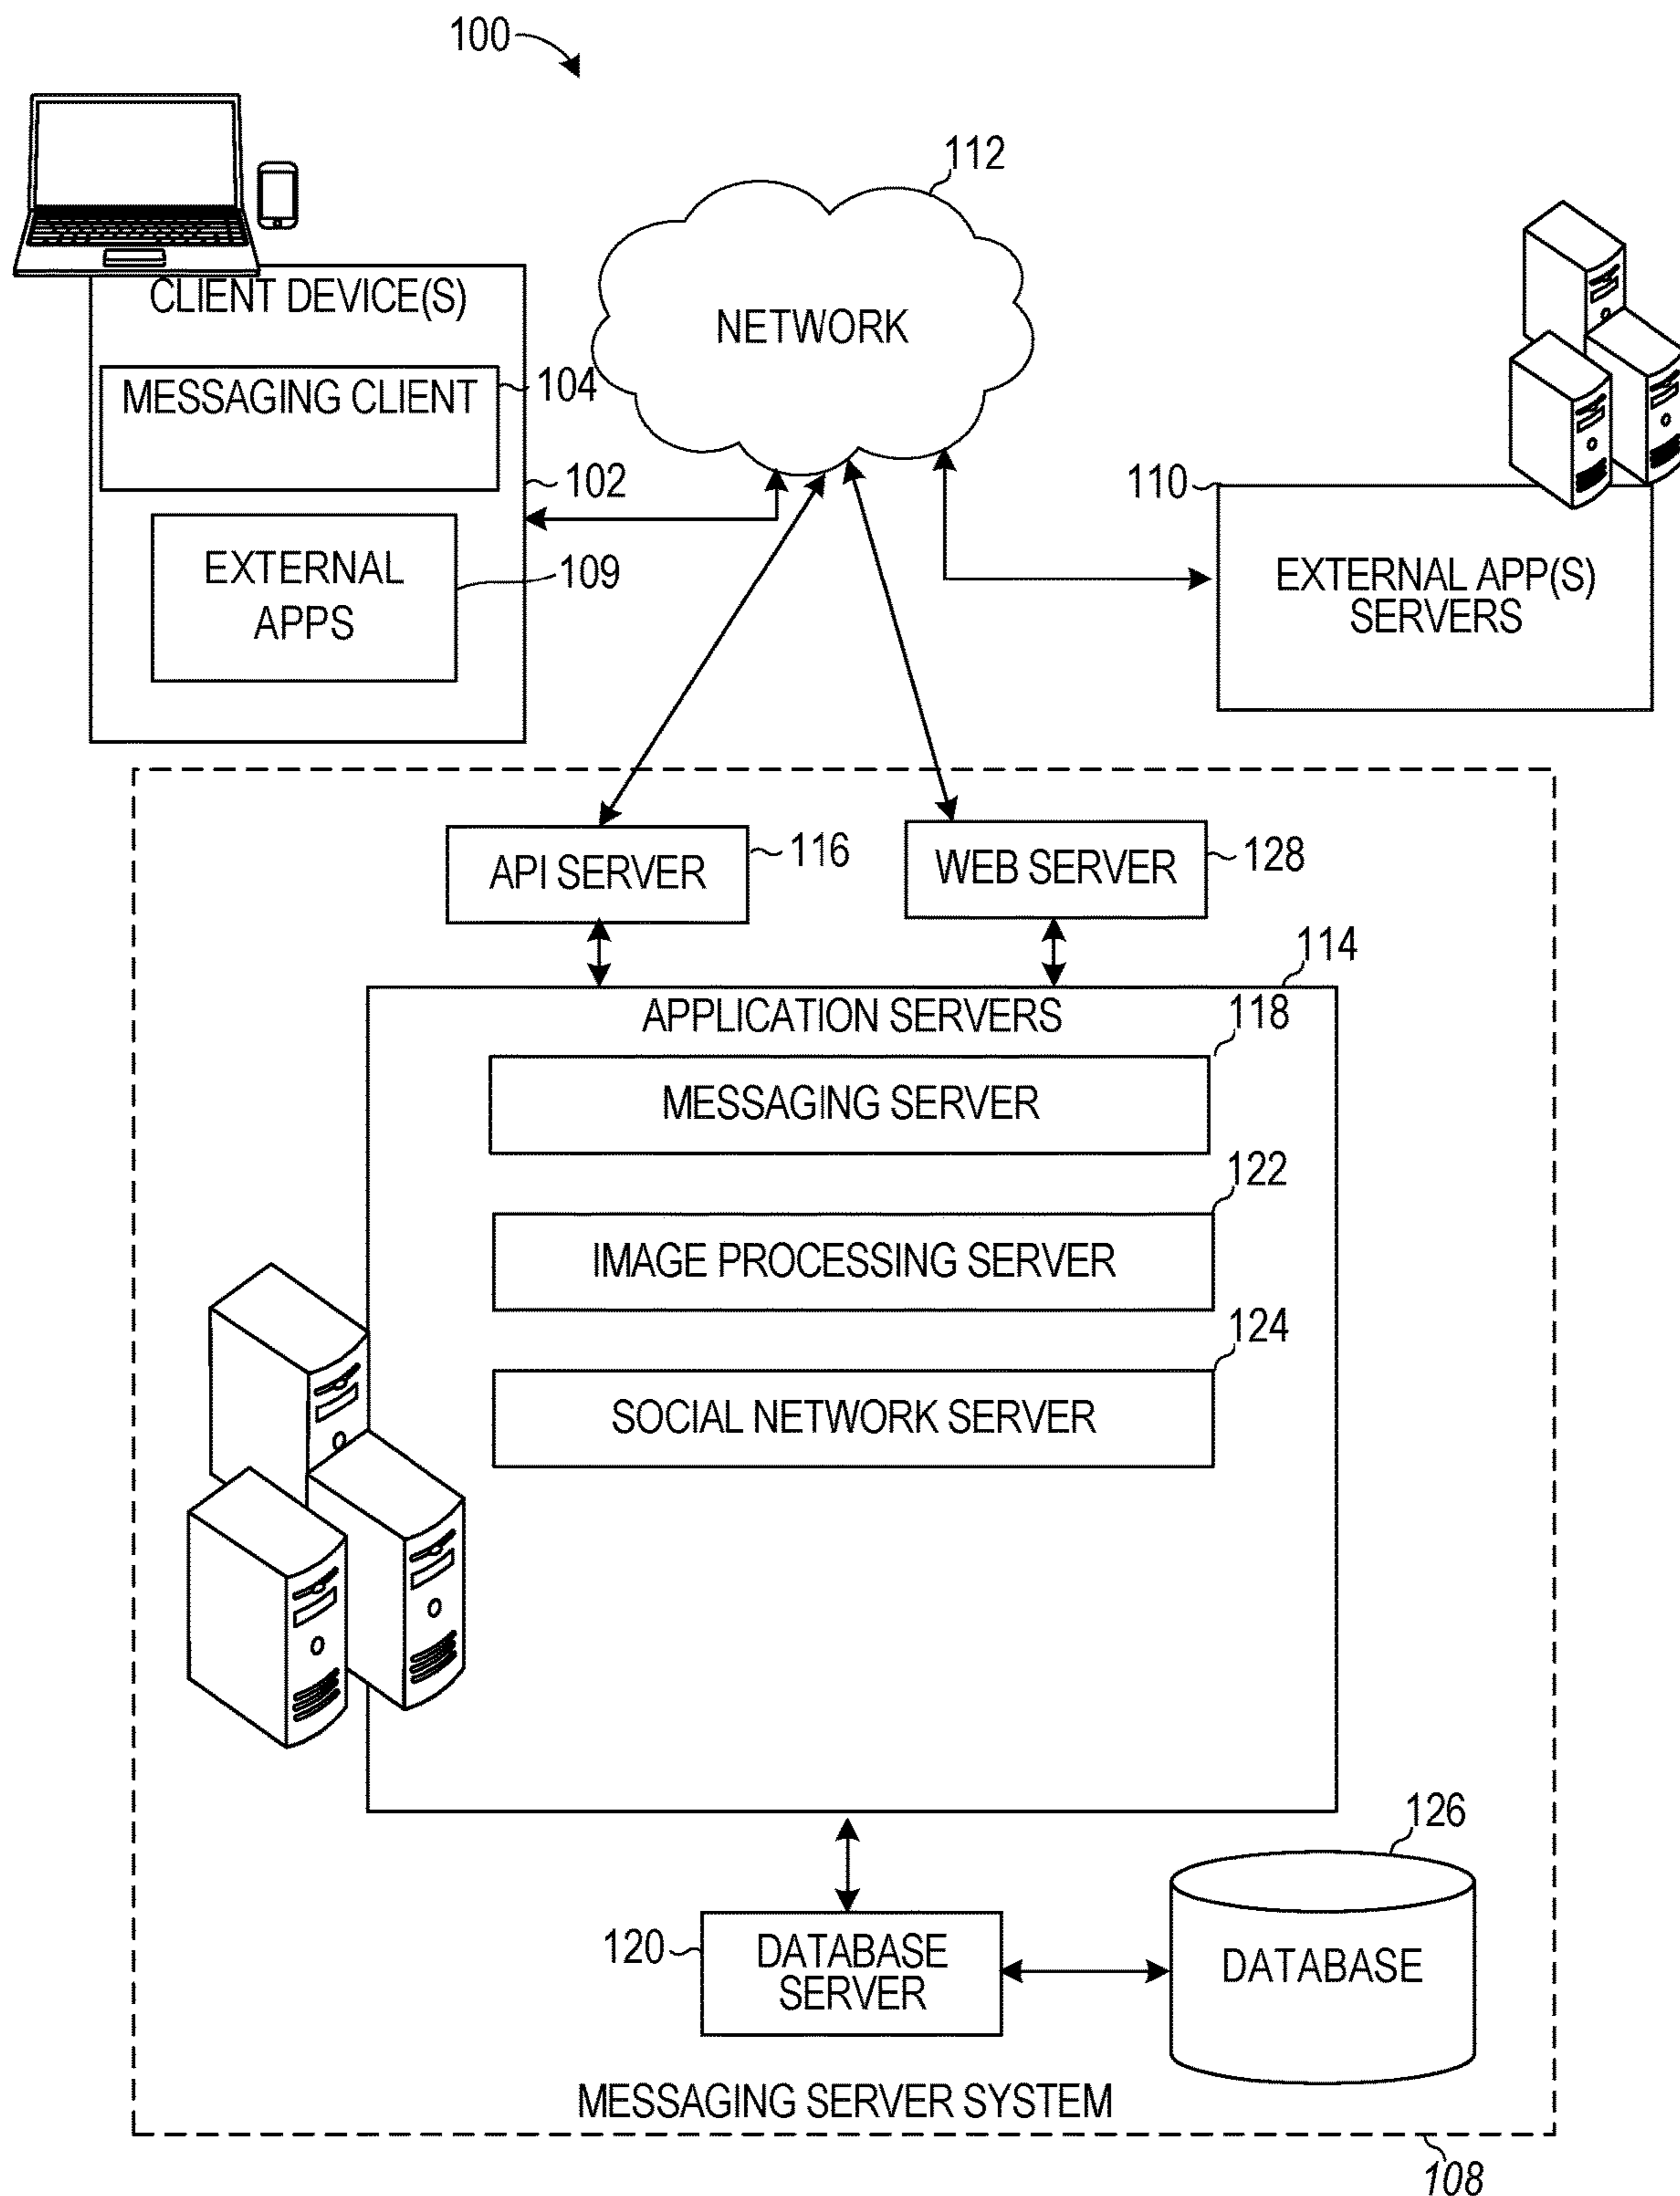 100
112
CLIENT DEVICE(S)
NETWORK
MESSAGING CLIENT
104
102
110
EXTERNAL
APPS
109
EXTERNAL APP(S)
SERVERS
API SERVER
116
WEB SERVER
128
114
APPLICATION SERVERS
118
MESSAGING SERVER
122
IMAGE PROCESSING SERVER
124
SOCIAL NETWORK SERVER
126
120
DATABASE
SERVER
DATABASE
MESSAGING SERVER SYSTEM
108